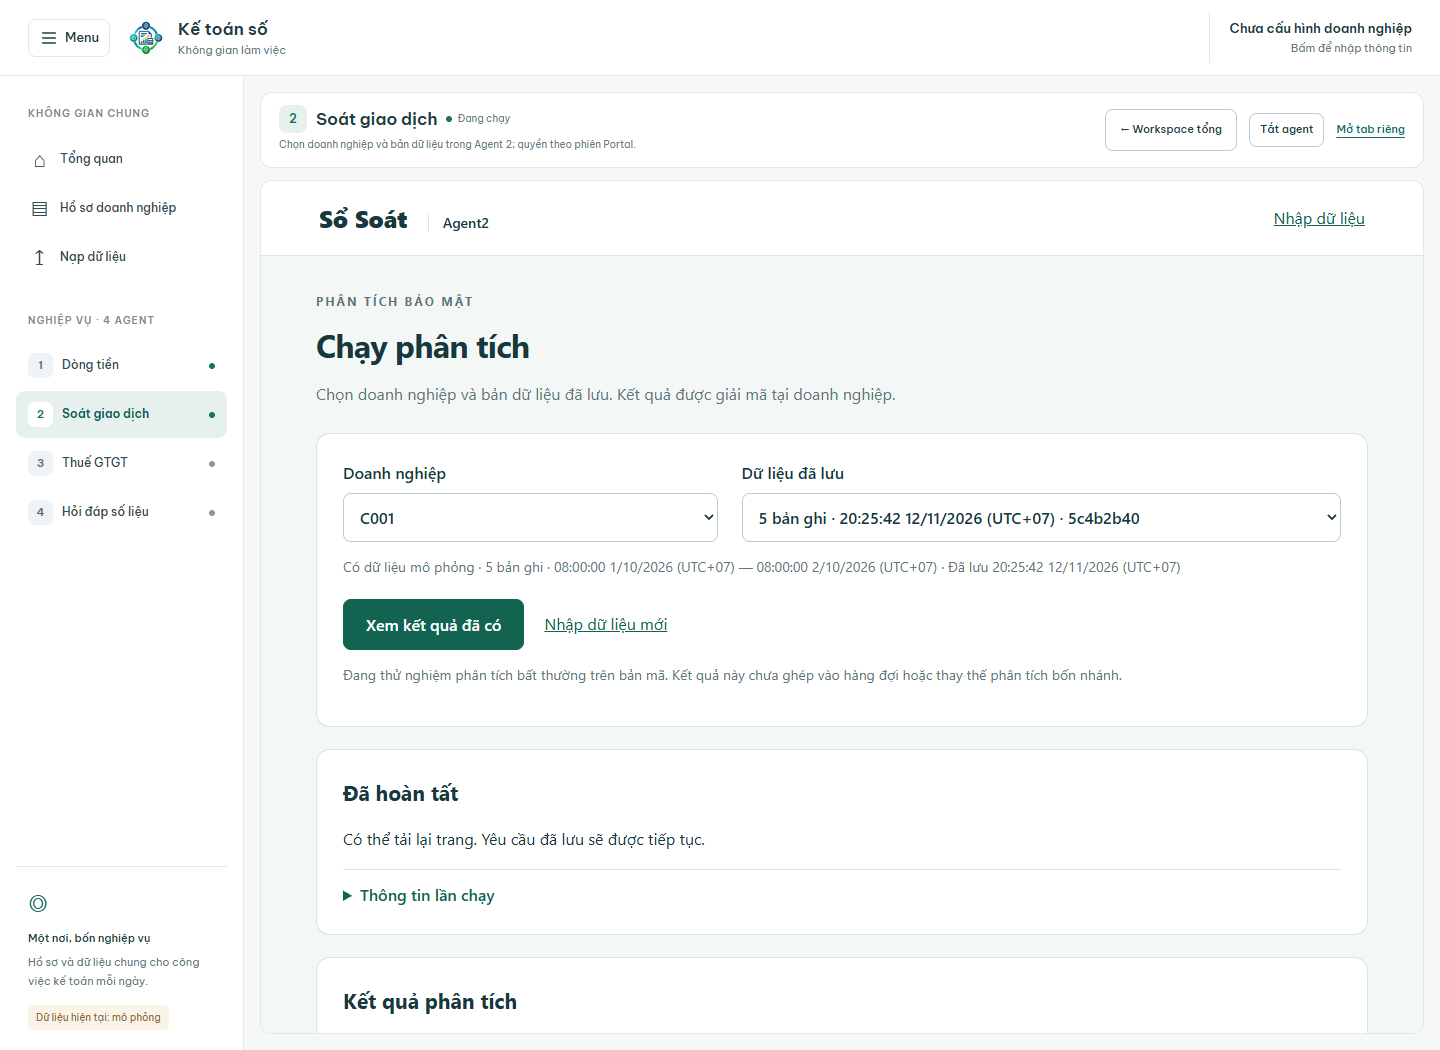 Menu
Kế toán số
Không gian làm việc
Chưa cấu hình doanh nghiệp
Bấm để nhập thông tin
KHÔNG GIAN CHUNG
Tổng quan
Hồ sơ doanh nghiệp
Nạp dữ liệu
NGHIỆP VỤ · 4 AGENT
1 Dòng tiền
2 Soát giao dịch
3 Thuế GTGT
4 Hỏi đáp số liệu
Một nơi, bốn nghiệp vụ
Hồ sơ và dữ liệu chung cho công
việc kế toán mỗi ngày.
Dữ liệu hiện tại: mô phỏng
2 Soát giao dịch Đang chạy
Chọn doanh nghiệp và bản dữ liệu trong Agent 2; quyền theo phiên Portal.
← Workspace tổng
Tắt agent
Mở tab riêng
Sổ Soát
Agent2
Nhập dữ liệu
PHÂN TÍCH BẢO MẬT
Chạy phân tích
Chọn doanh nghiệp và bản dữ liệu đã lưu. Kết quả được giải mã tại doanh nghiệp.
Doanh nghiệp
Dữ liệu đã lưu
C001
5 bản ghi · 20:25:42 12/11/2026 (UTC+07) · 5c4b2b40
Có dữ liệu mô phỏng · 5 bản ghi · 08:00:00 1/10/2026 (UTC+07) — 08:00:00 2/10/2026 (UTC+07) · Đã lưu 20:25:42 12/11/2026 (UTC+07)
Xem kết quả đã có
Nhập dữ liệu mới
Đang thử nghiệm phân tích bất thường trên bản mã. Kết quả này chưa ghép vào hàng đợi hoặc thay thế phân tích bốn nhánh.
Đã hoàn tất
Có thể tải lại trang. Yêu cầu đã lưu sẽ được tiếp tục.
Thông tin lần chạy
Kết quả phân tích